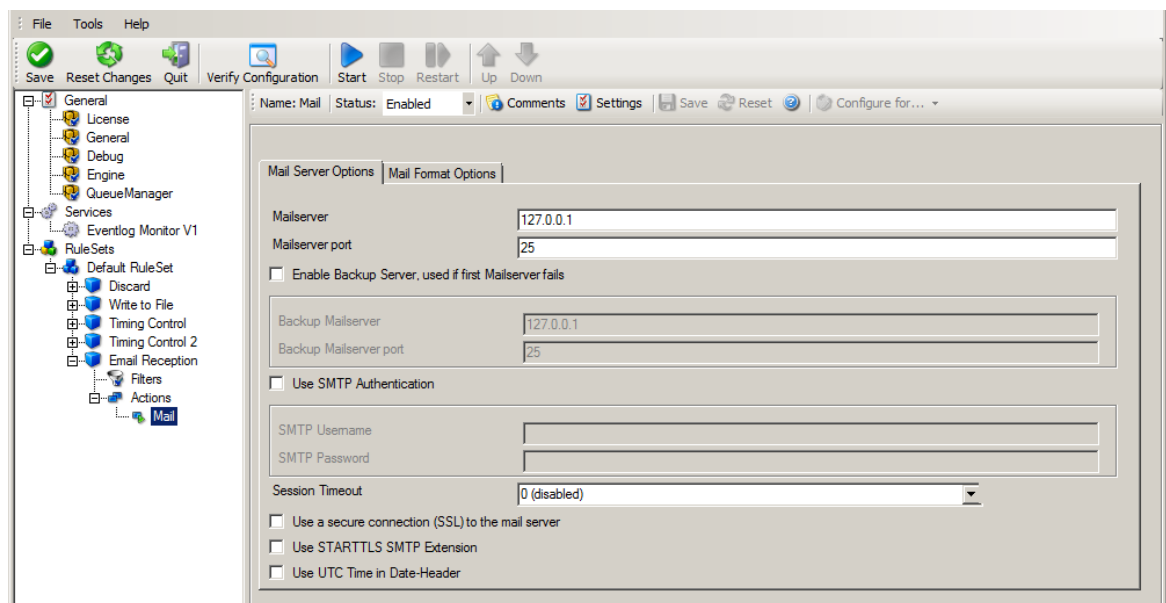 File Tools Help
Save Reset Changes Quit Verify Configuration Start Stop Restart Up Down
General
License
General
Debug
Engine
QueueManager
Services
Eventlog Monitor V1
RuleSets
Default RuleSet
Discard
Write to File
Timing Control
Timing Control 2
Email Reception
Filters
Actions
Mail
Name: Mail Status: Enabled Comments Settings Save Reset Configure for...
Mail Server Options Mail Format Options
Mailserver 127.0.0.1
Mailserver port 25
Enable Backup Server, used if first Mailserver fails
Backup Mailserver 127.0.0.1
Backup Mailserver port 25
Use SMTP Authentication
SMTP Username
SMTP Password
Session Timeout 0 (disabled)
Use a secure connection (SSL) to the mail server
Use STARTTLS SMTP Extension
Use UTC Time in Date-Header